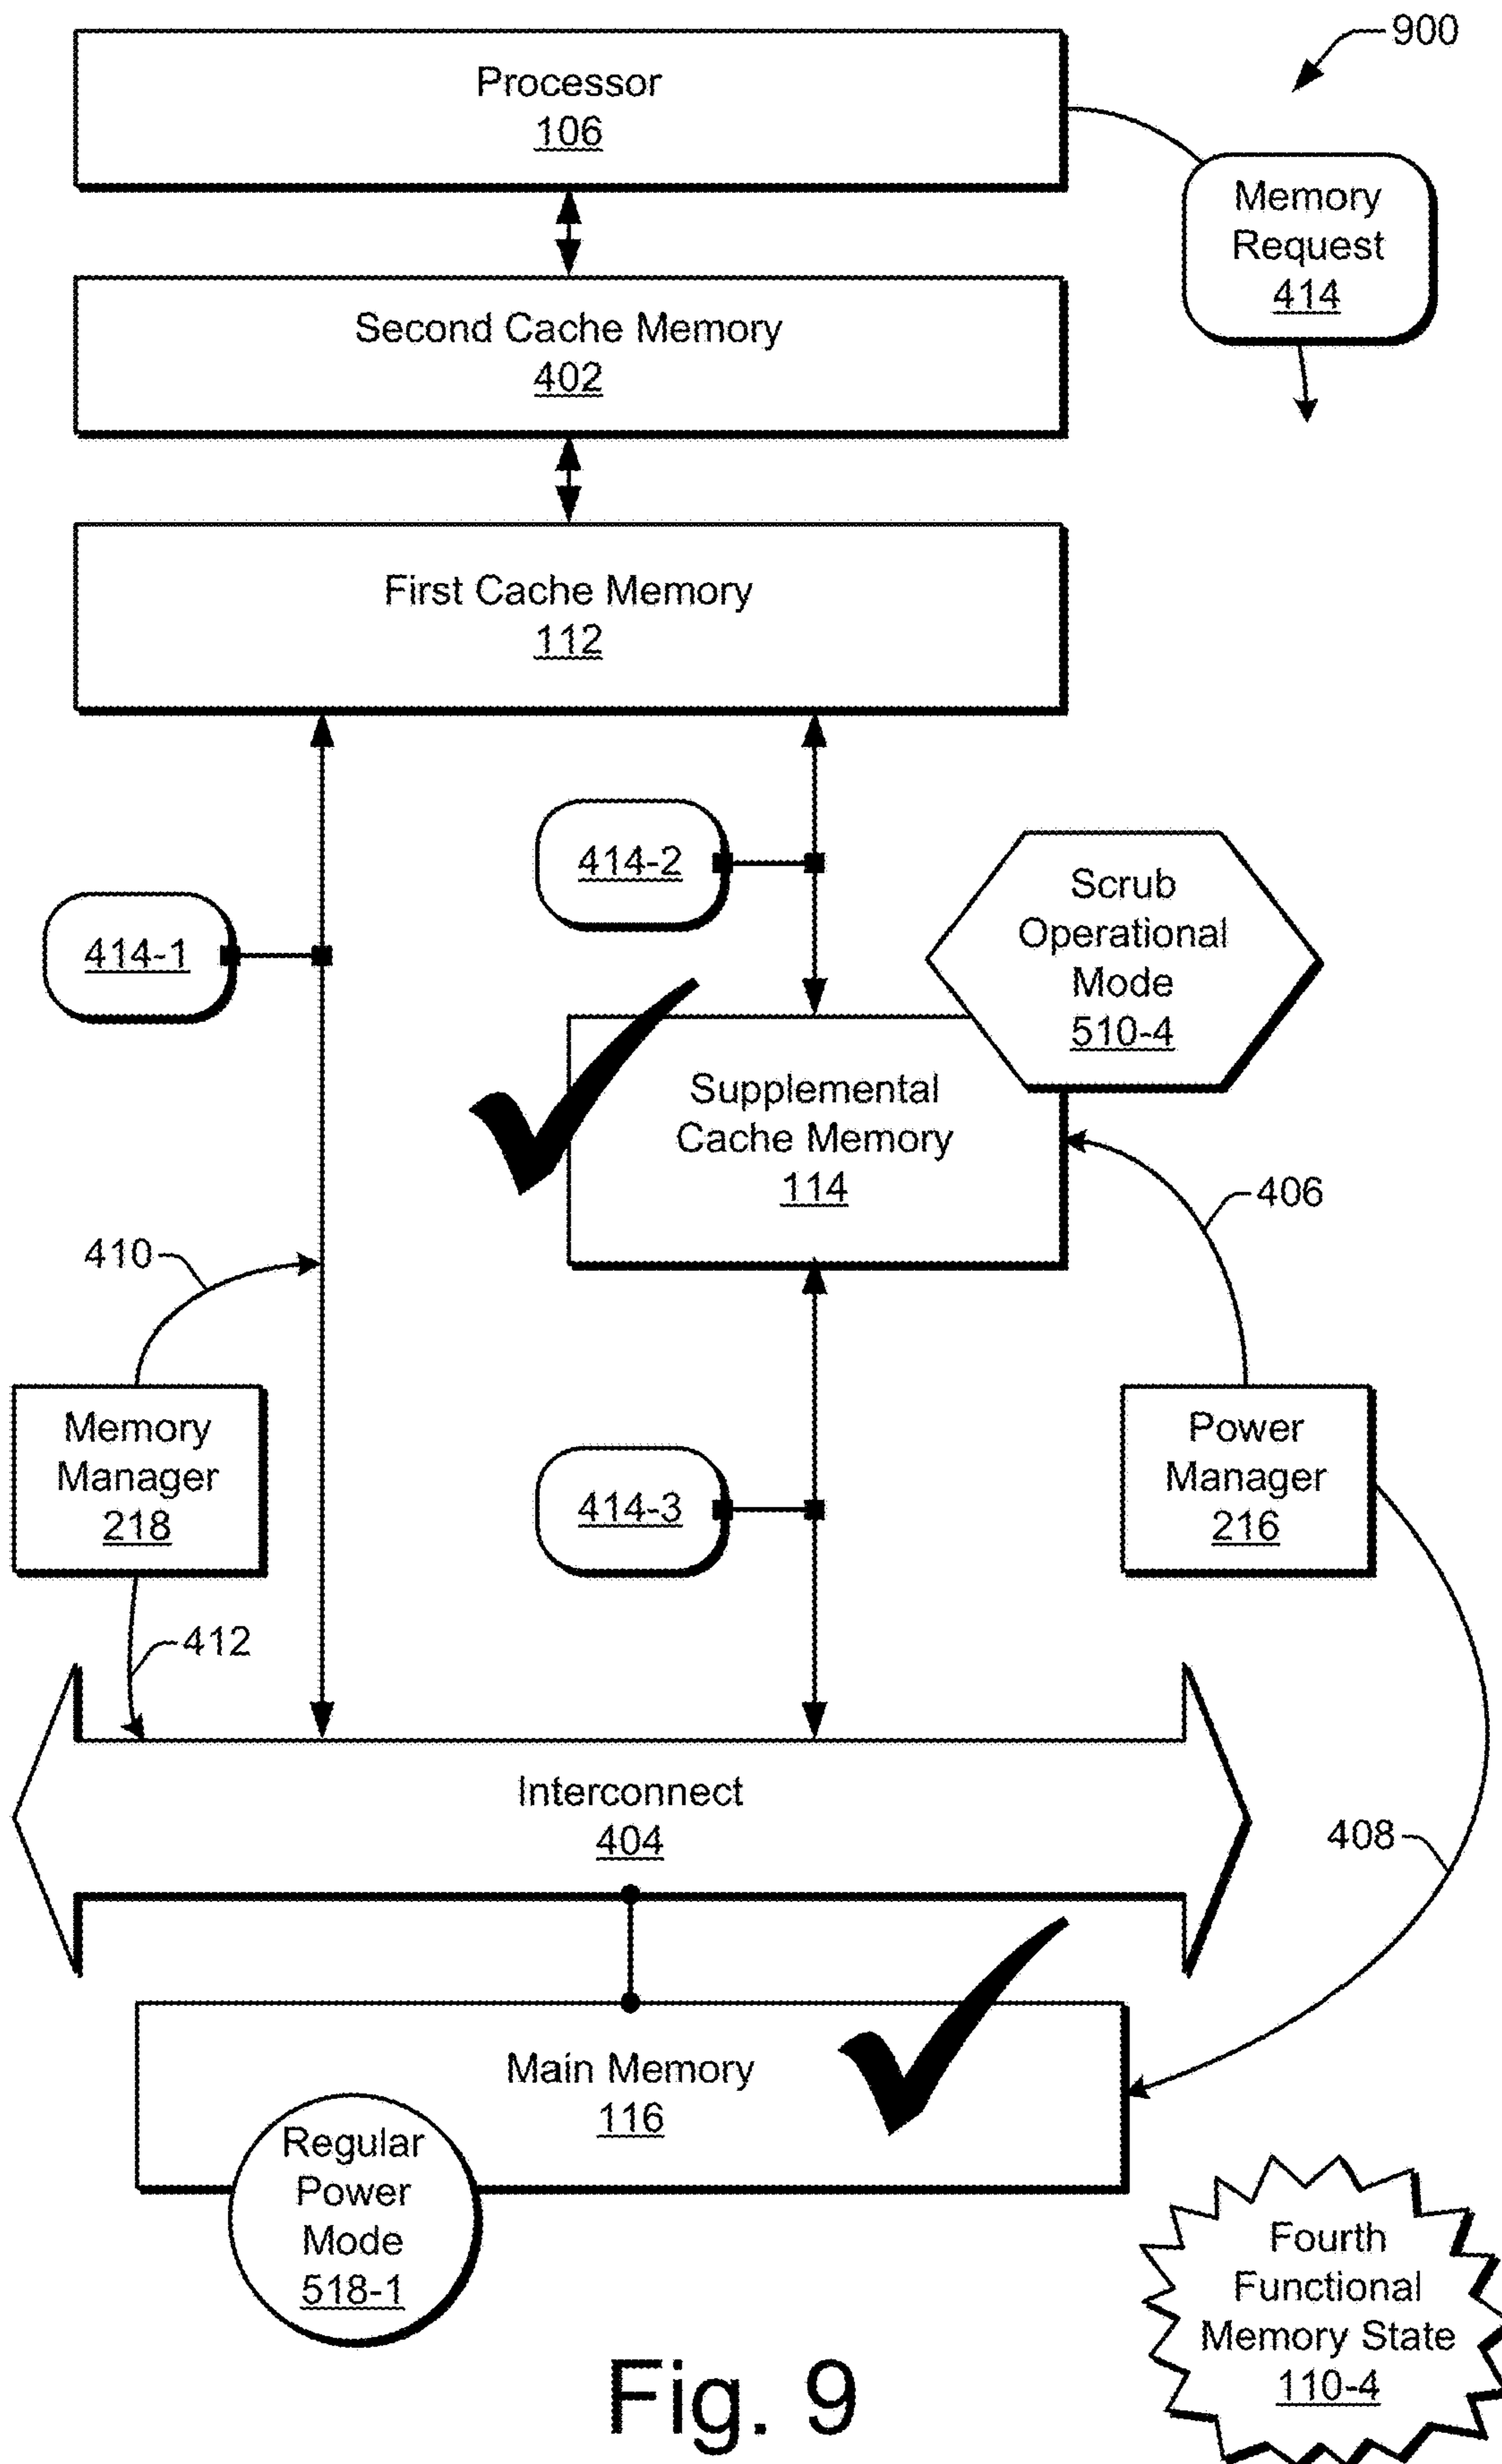 900
Processor
106
Memory
Request
414
Second Cache Memory
402
First Cache Memory
112
414-2
414-1
Scrub
Operational
Mode
510-4
Supplemental
Cache Memory
114
406
410
Memory
Manager
218
Power
Manager
216
414-3
412
Interconnect
404
408
Main Memory
116
Regular
Power
Mode
518-1
Fourth
Functional
Memory State
110-4
Fig. 9